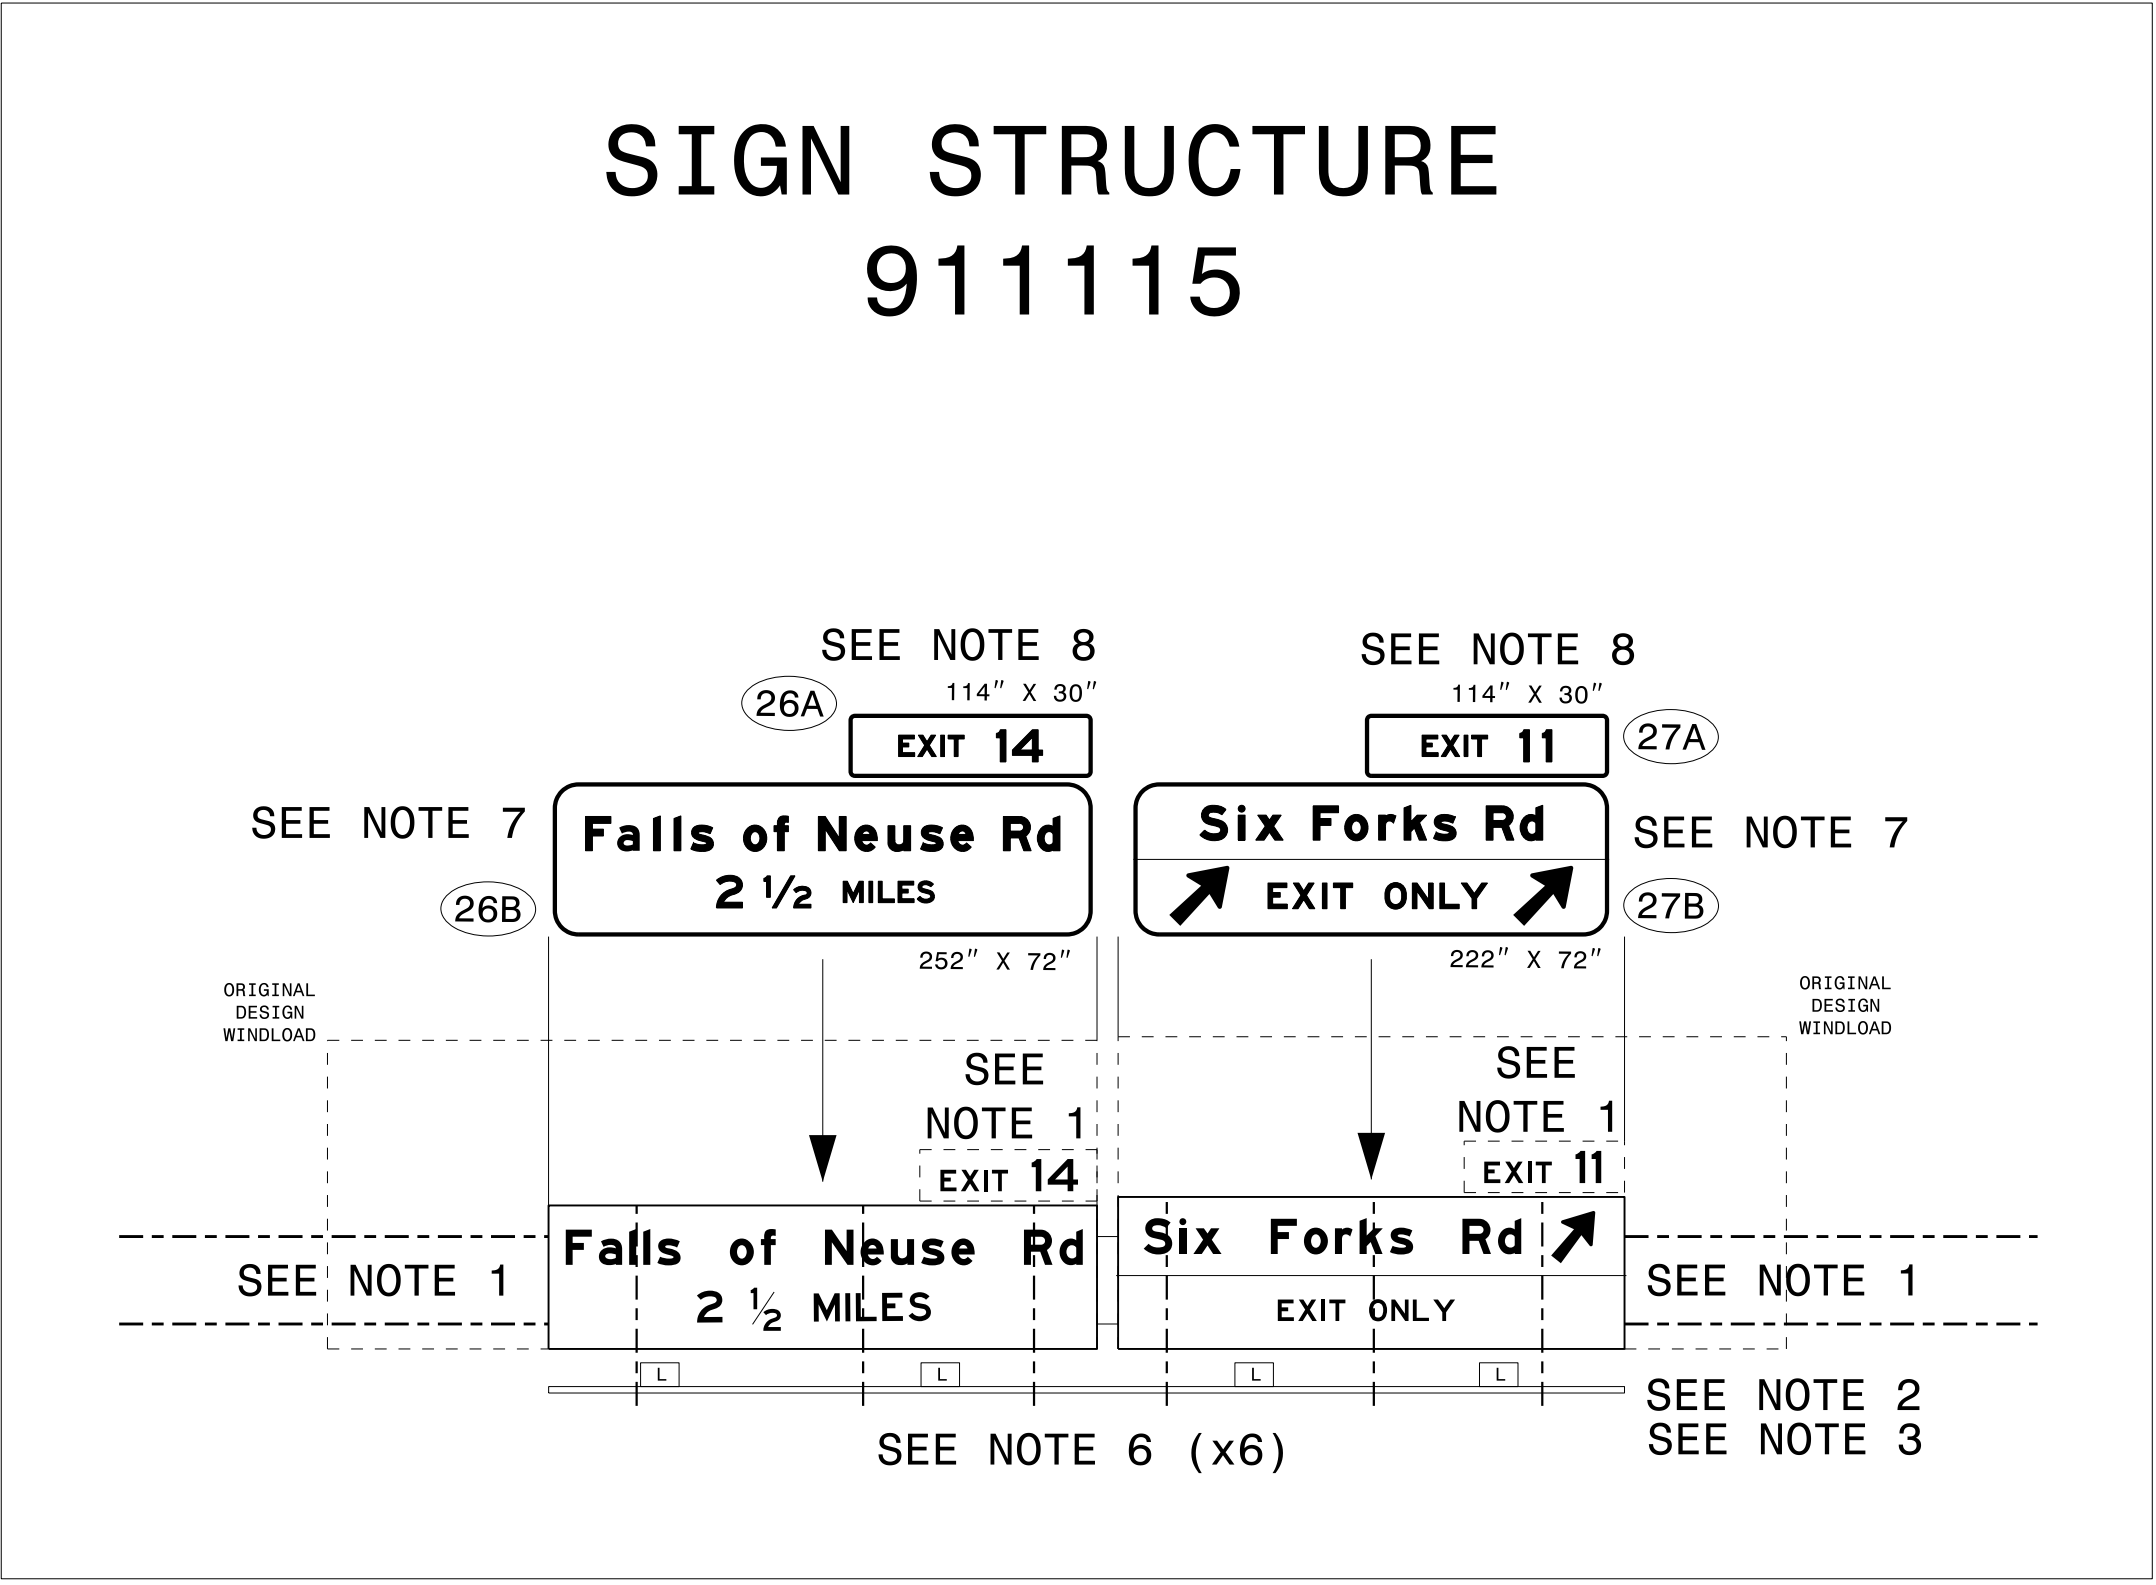 SIGN STRUCTURE
911115
SEE NOTE 8
114" X 30"
26A
EXIT 14
SEE NOTE 8
114" X 30"
27A
EXIT 11
SEE NOTE 7
Falls of Neuse Rd
2 1/2 MILES
26B
252" X 72"
Six Forks Rd
EXIT ONLY
SEE NOTE 7
27B
222" X 72"
ORIGINAL
DESIGN
WINDLOAD
ORIGINAL
DESIGN
WINDLOAD
SEE
NOTE 1
EXIT 14
SEE
NOTE 1
EXIT 11
SEE NOTE 1
Falls of Neuse Rd
2 1/2 MILES
Six Forks Rd
EXIT ONLY
SEE NOTE 1
L L L L
SEE NOTE 2
SEE NOTE 3
SEE NOTE 6 (x6)